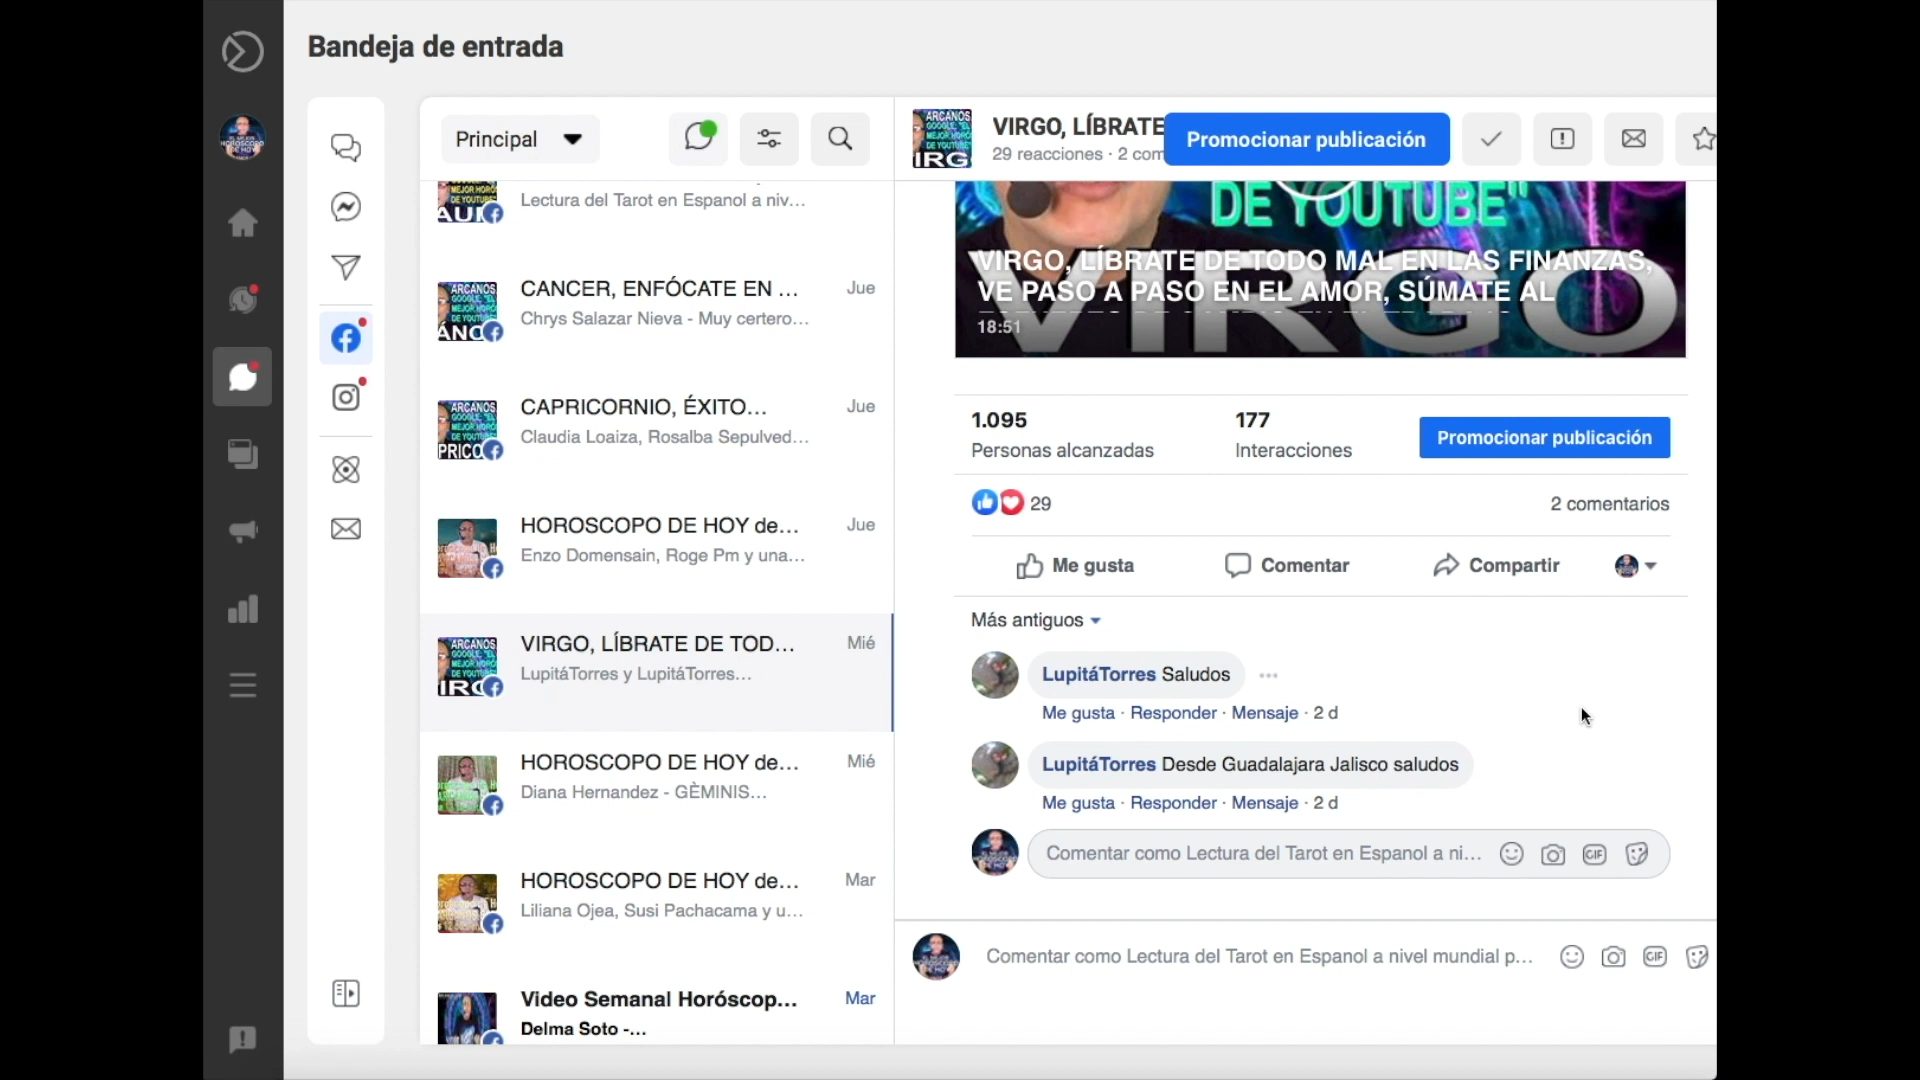 Bandeja de entrada
Principal
Lectura del Tarot en Espanol a niv...
CANCER, ENFÓCATE EN ...
Jue
Chrys Salazar Nieva - Muy certero...
CAPRICORNIO, ÉXITO...
Jue
Claudia Loaiza, Rosalba Sepulved...
HOROSCOPO DE HOY de...
Jue
Enzo Domensain, Roge Pm y una...
VIRGO, LÍBRATE DE TOD...
Mié
LupitáTorres y LupitáTorres...
HOROSCOPO DE HOY de...
Mié
Diana Hernandez - GÈMINIS...
HOROSCOPO DE HOY de...
Mar
Liliana Ojea, Susi Pachacama y u...
Video Semanal Horóscop...
Mar
Delma Soto -...
VIRGO, LÍBRATE
29 reacciones · 2 com
Promocionar publicación
DE YOUTUBE"
VIRGO
VIRGO, LÍBRATE DE TODO MAL EN LAS FINANZAS,
VE PASO A PASO EN EL AMOR, SÚMATE AL
18:51
1.095
Personas alcanzadas
177
Interacciones
Promocionar publicación
29
2 comentarios
Me gusta
Comentar
Compartir
Más antiguos
LupitáTorres Saludos
Me gusta · Responder · Mensaje · 2 d
LupitáTorres Desde Guadalajara Jalisco saludos
Me gusta · Responder · Mensaje · 2 d
Comentar como Lectura del Tarot en Espanol a ni...
GIF
Comentar como Lectura del Tarot en Espanol a nivel mundial p...
GIF